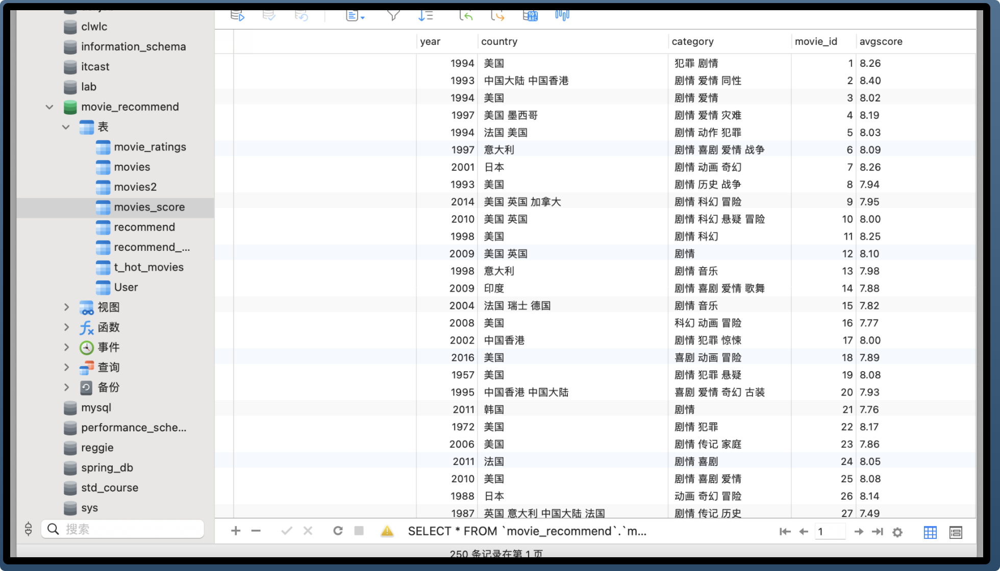 clwlc
information_schema
itcast
lab
movie_recommend
表
movie_ratings
movies
movies2
movies_score
recommend
recommend_...
t_hot_movies
User
视图
函数
事件
查询
备份
mysql
performance_sche...
reggie
spring_db
std_course
sys
搜索
year country category movie_id avgscore
1994 美国 犯罪 剧情 1 8.26
1993 中国大陆 中国香港 剧情 爱情 同性 2 8.40
1994 美国 剧情 爱情 3 8.02
1997 美国 墨西哥 剧情 爱情 灾难 4 8.19
1994 法国 美国 剧情 动作 犯罪 5 8.03
1997 意大利 剧情 喜剧 爱情 战争 6 8.09
2001 日本 剧情 动画 奇幻 7 8.26
1993 美国 剧情 历史 战争 8 7.94
2014 美国 英国 加拿大 剧情 科幻 冒险 9 7.95
2010 美国 英国 剧情 科幻 悬疑 冒险 10 8.00
1998 美国 剧情 科幻 11 8.25
2009 美国 英国 剧情 12 8.10
1998 意大利 剧情 音乐 13 7.98
2009 印度 剧情 喜剧 爱情 歌舞 14 7.88
2004 法国 瑞士 德国 剧情 音乐 15 7.82
2008 美国 科幻 动画 冒险 16 7.77
2002 中国香港 剧情 犯罪 惊悚 17 8.00
2016 美国 喜剧 动画 冒险 18 7.89
1957 美国 剧情 犯罪 悬疑 19 8.08
1995 中国香港 中国大陆 喜剧 爱情 奇幻 古装 20 7.93
2011 韩国 剧情 21 7.76
1972 美国 剧情 犯罪 22 8.17
2006 美国 剧情 传记 家庭 23 7.86
2011 法国 剧情 喜剧 24 8.05
2010 美国 剧情 喜剧 爱情 25 8.08
1988 日本 动画 奇幻 冒险 26 8.14
1987 英国 意大利 中国大陆 法国 剧情 传记 历史 27 7.49
SELECT * FROM `movie_recommend`.`m... 1
250 条记录在第 1 页